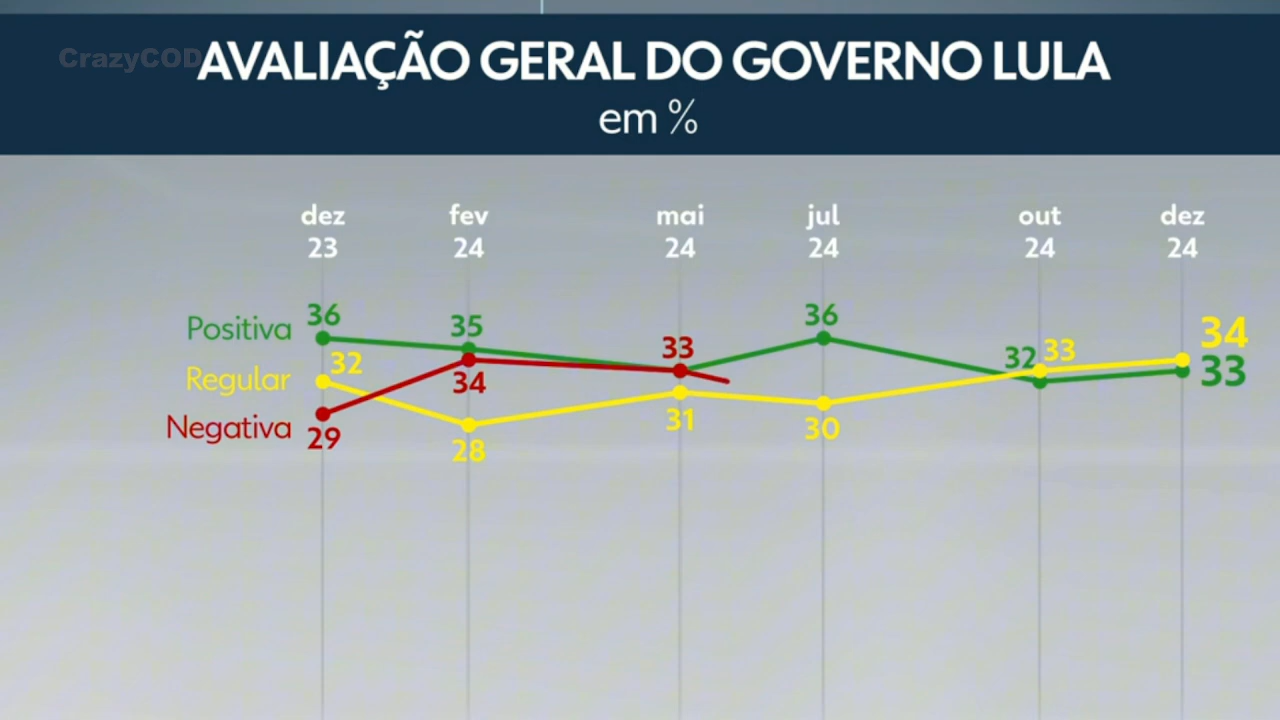 CrazyCOD
AVALIAÇÃO GERAL DO GOVERNO LULA
em %
dez fev mai jul out dez
23 24 24 24 24 24
36 35 33 36 32 33 34
Positiva
32 34 33
Regular
31 30
Negativa
29 28